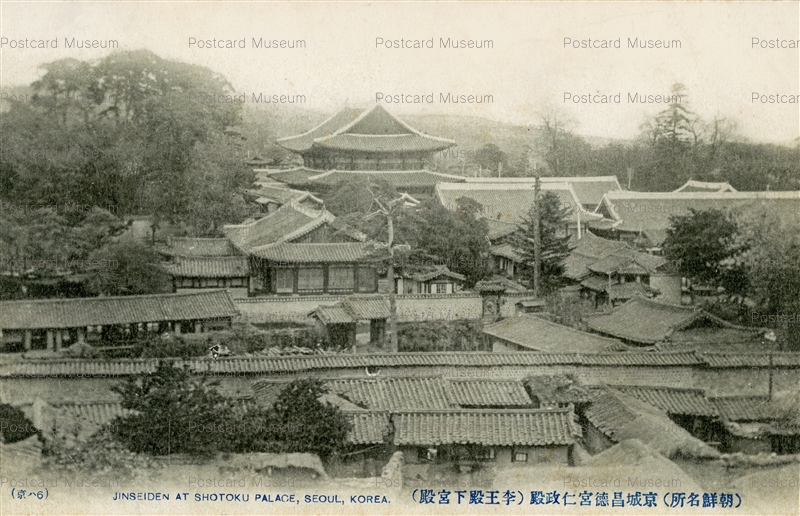 Postcard Museum Postcard Museum Postcard Museum Postcard Museum Postcard
Postcard Museum Postcard Museum Postcard Museum Postcard
(京ハ6) JINSEIDEN AT SHOTOKU PALACE, SEOUL, KOREA. (殿宮下殿王李) 殿政仁宮德昌城京 (所名鮮朝)